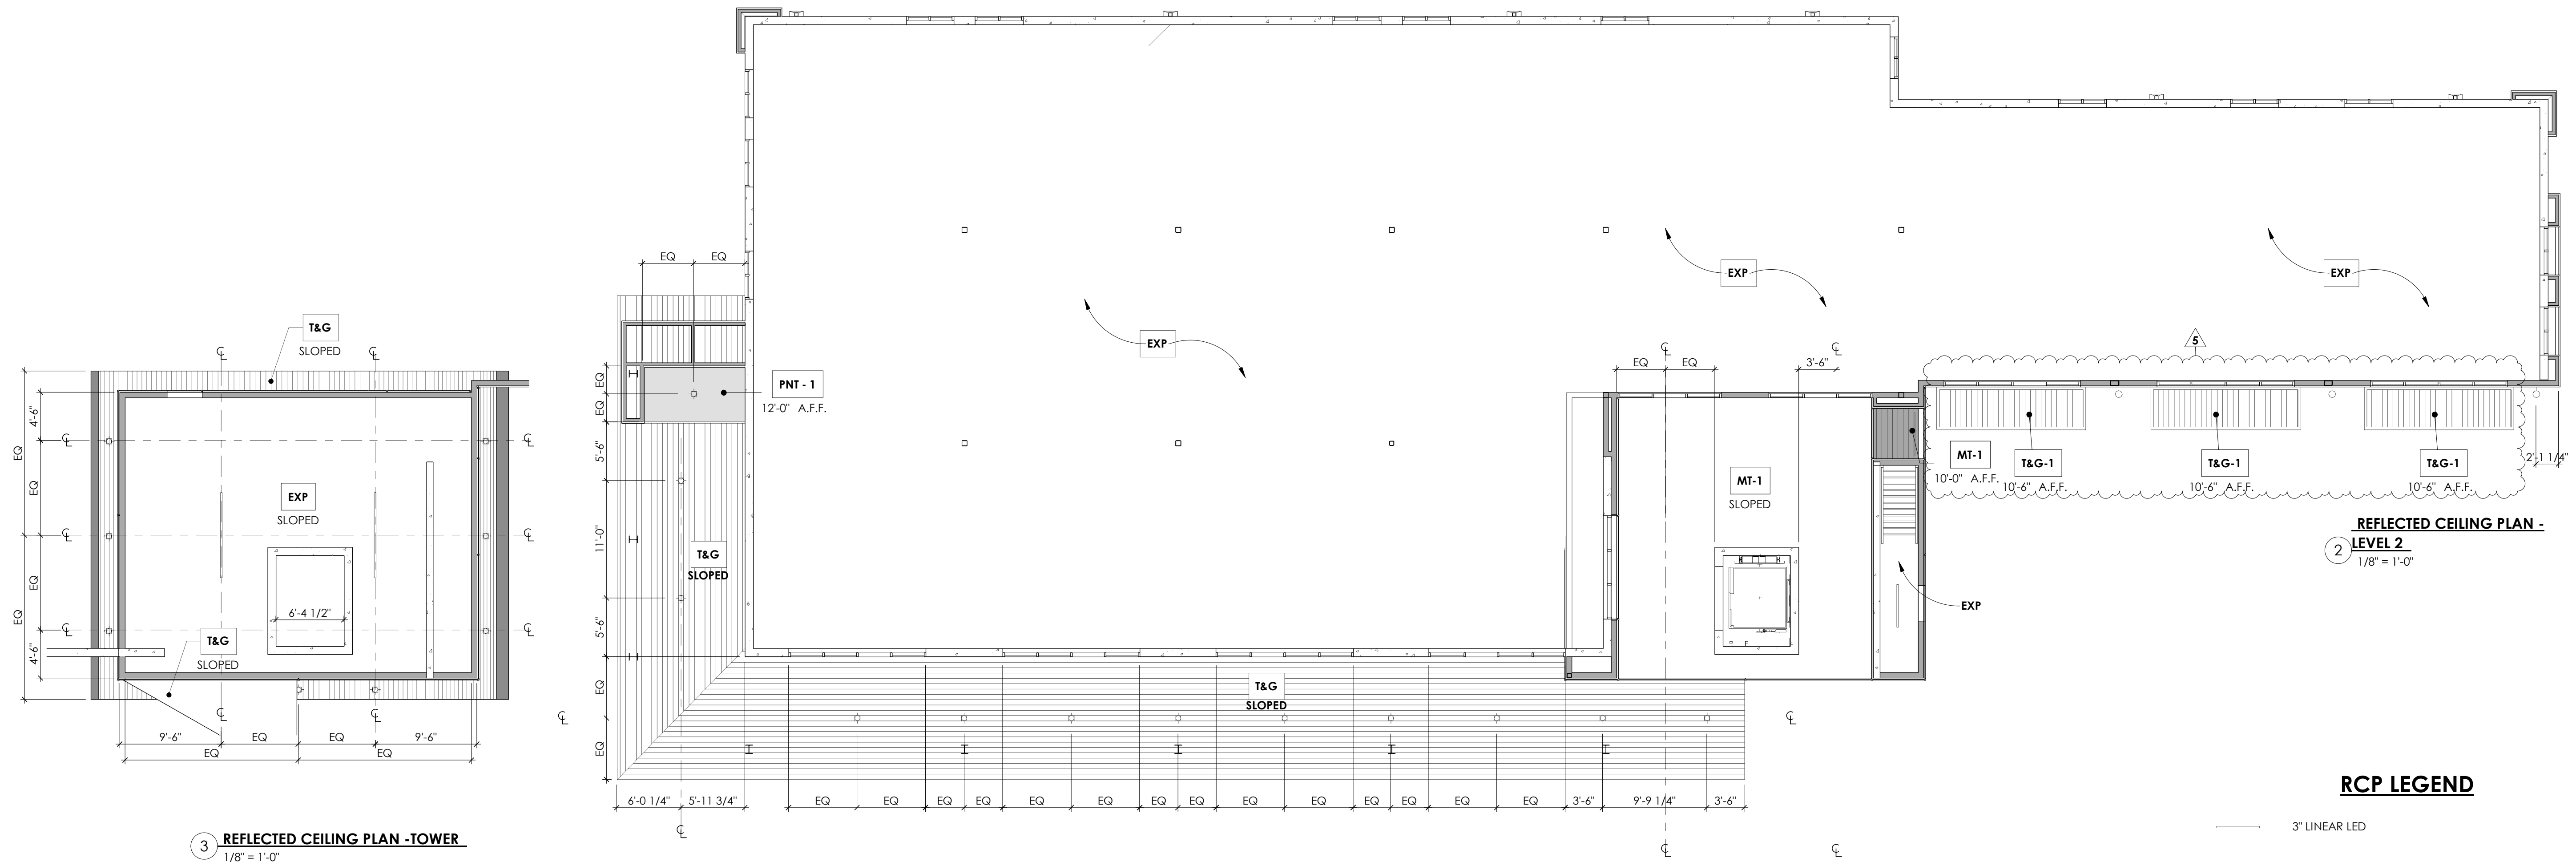 T&G
SLOPED
℄ ℄
4'-6"
EQ
EQ
EQ
EQ
4'-6"
℄ ℄
℄ ℄
℄ ℄
EXP
SLOPED
6'-4 1/2"
T&G
SLOPED
℄ ℄
9'-6" EQ EQ 9'-6"
EQ EQ
3 REFLECTED CEILING PLAN -TOWER
1/8" = 1'-0"
EQ EQ
EQ
EQ
5'-6"
11'-0"
5'-6"
EQ
EQ
PNT - 1
12'-0" A.F.F.
EXP
EXP
EXP
T&G
SLOPED
T&G
SLOPED
℄ ℄
6'-0 1/4" 5'-11 3/4"
℄
EQ EQ EQ EQ EQ EQ EQ EQ EQ EQ EQ EQ EQ EQ 3'-6" 9'-9 1/4" 3'-6"
℄ ℄
EQ EQ 3'-6"
℄ ℄
MT-1
SLOPED
EXP
5
MT-1
10'-0" A.F.F.
T&G-1
10'-6" A.F.F.
T&G-1
10'-6" A.F.F.
T&G-1
10'-6" A.F.F.
2'-1 1/4"
REFLECTED CEILING PLAN -
2 LEVEL 2
1/8" = 1'-0"
RCP LEGEND
3" LINEAR LED